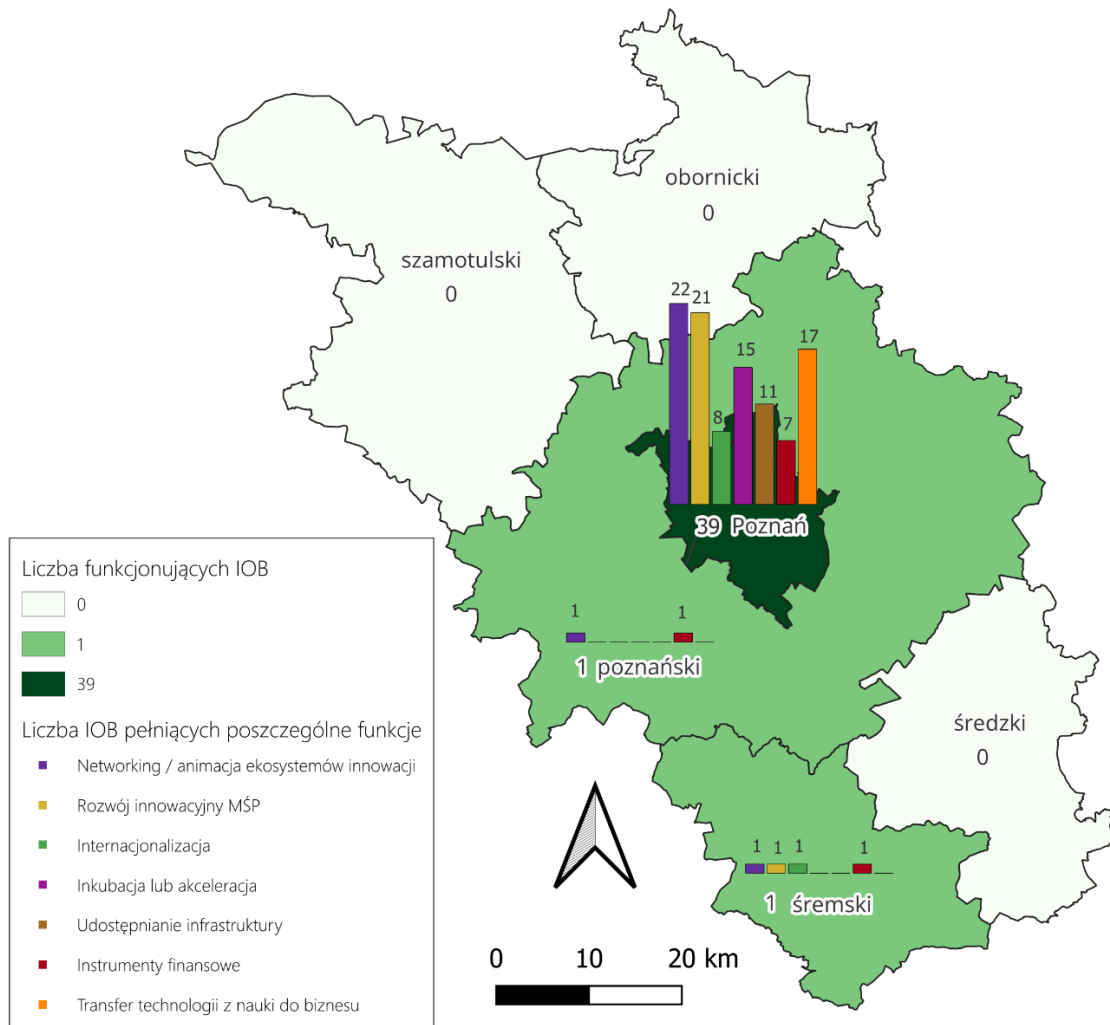 obornicki
0
szamotulski
0
22
21
8
15
11
7
17
39 Poznań
1
1
1 poznański
średzki
0
1
1
1
1
1 śremski
Liczba funkcjonujących IOB
0
1
39
Liczba IOB pełniących poszczególne funkcje
Networking / animacja ekosystemów innowacji
Rozwój innowacyjny MŚP
Internacjonalizacja
Inkubacja lub akceleracja
Udostępnianie infrastruktury
Instrumenty finansowe
Transfer technologii z nauki do biznesu
0 10 20 km